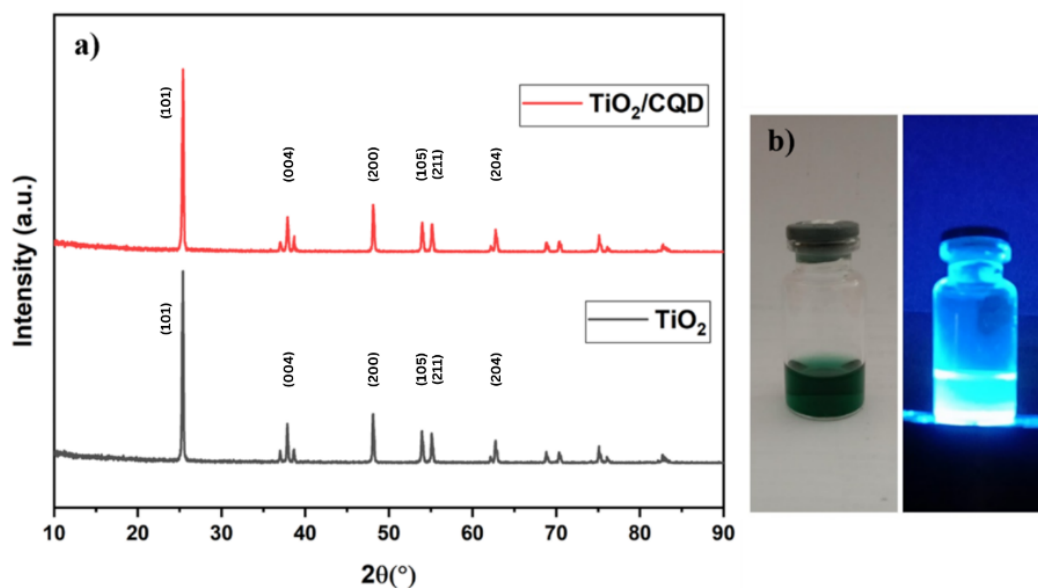 a)
TiO₂/CQD
(101)
(004)
(200)
(105)
(211)
(204)
TiO₂
(101)
(004)
(200)
(105)
(211)
(204)
Intensity (a.u.)
10 20 30 40 50 60 70 80 90
2θ(°)
b)